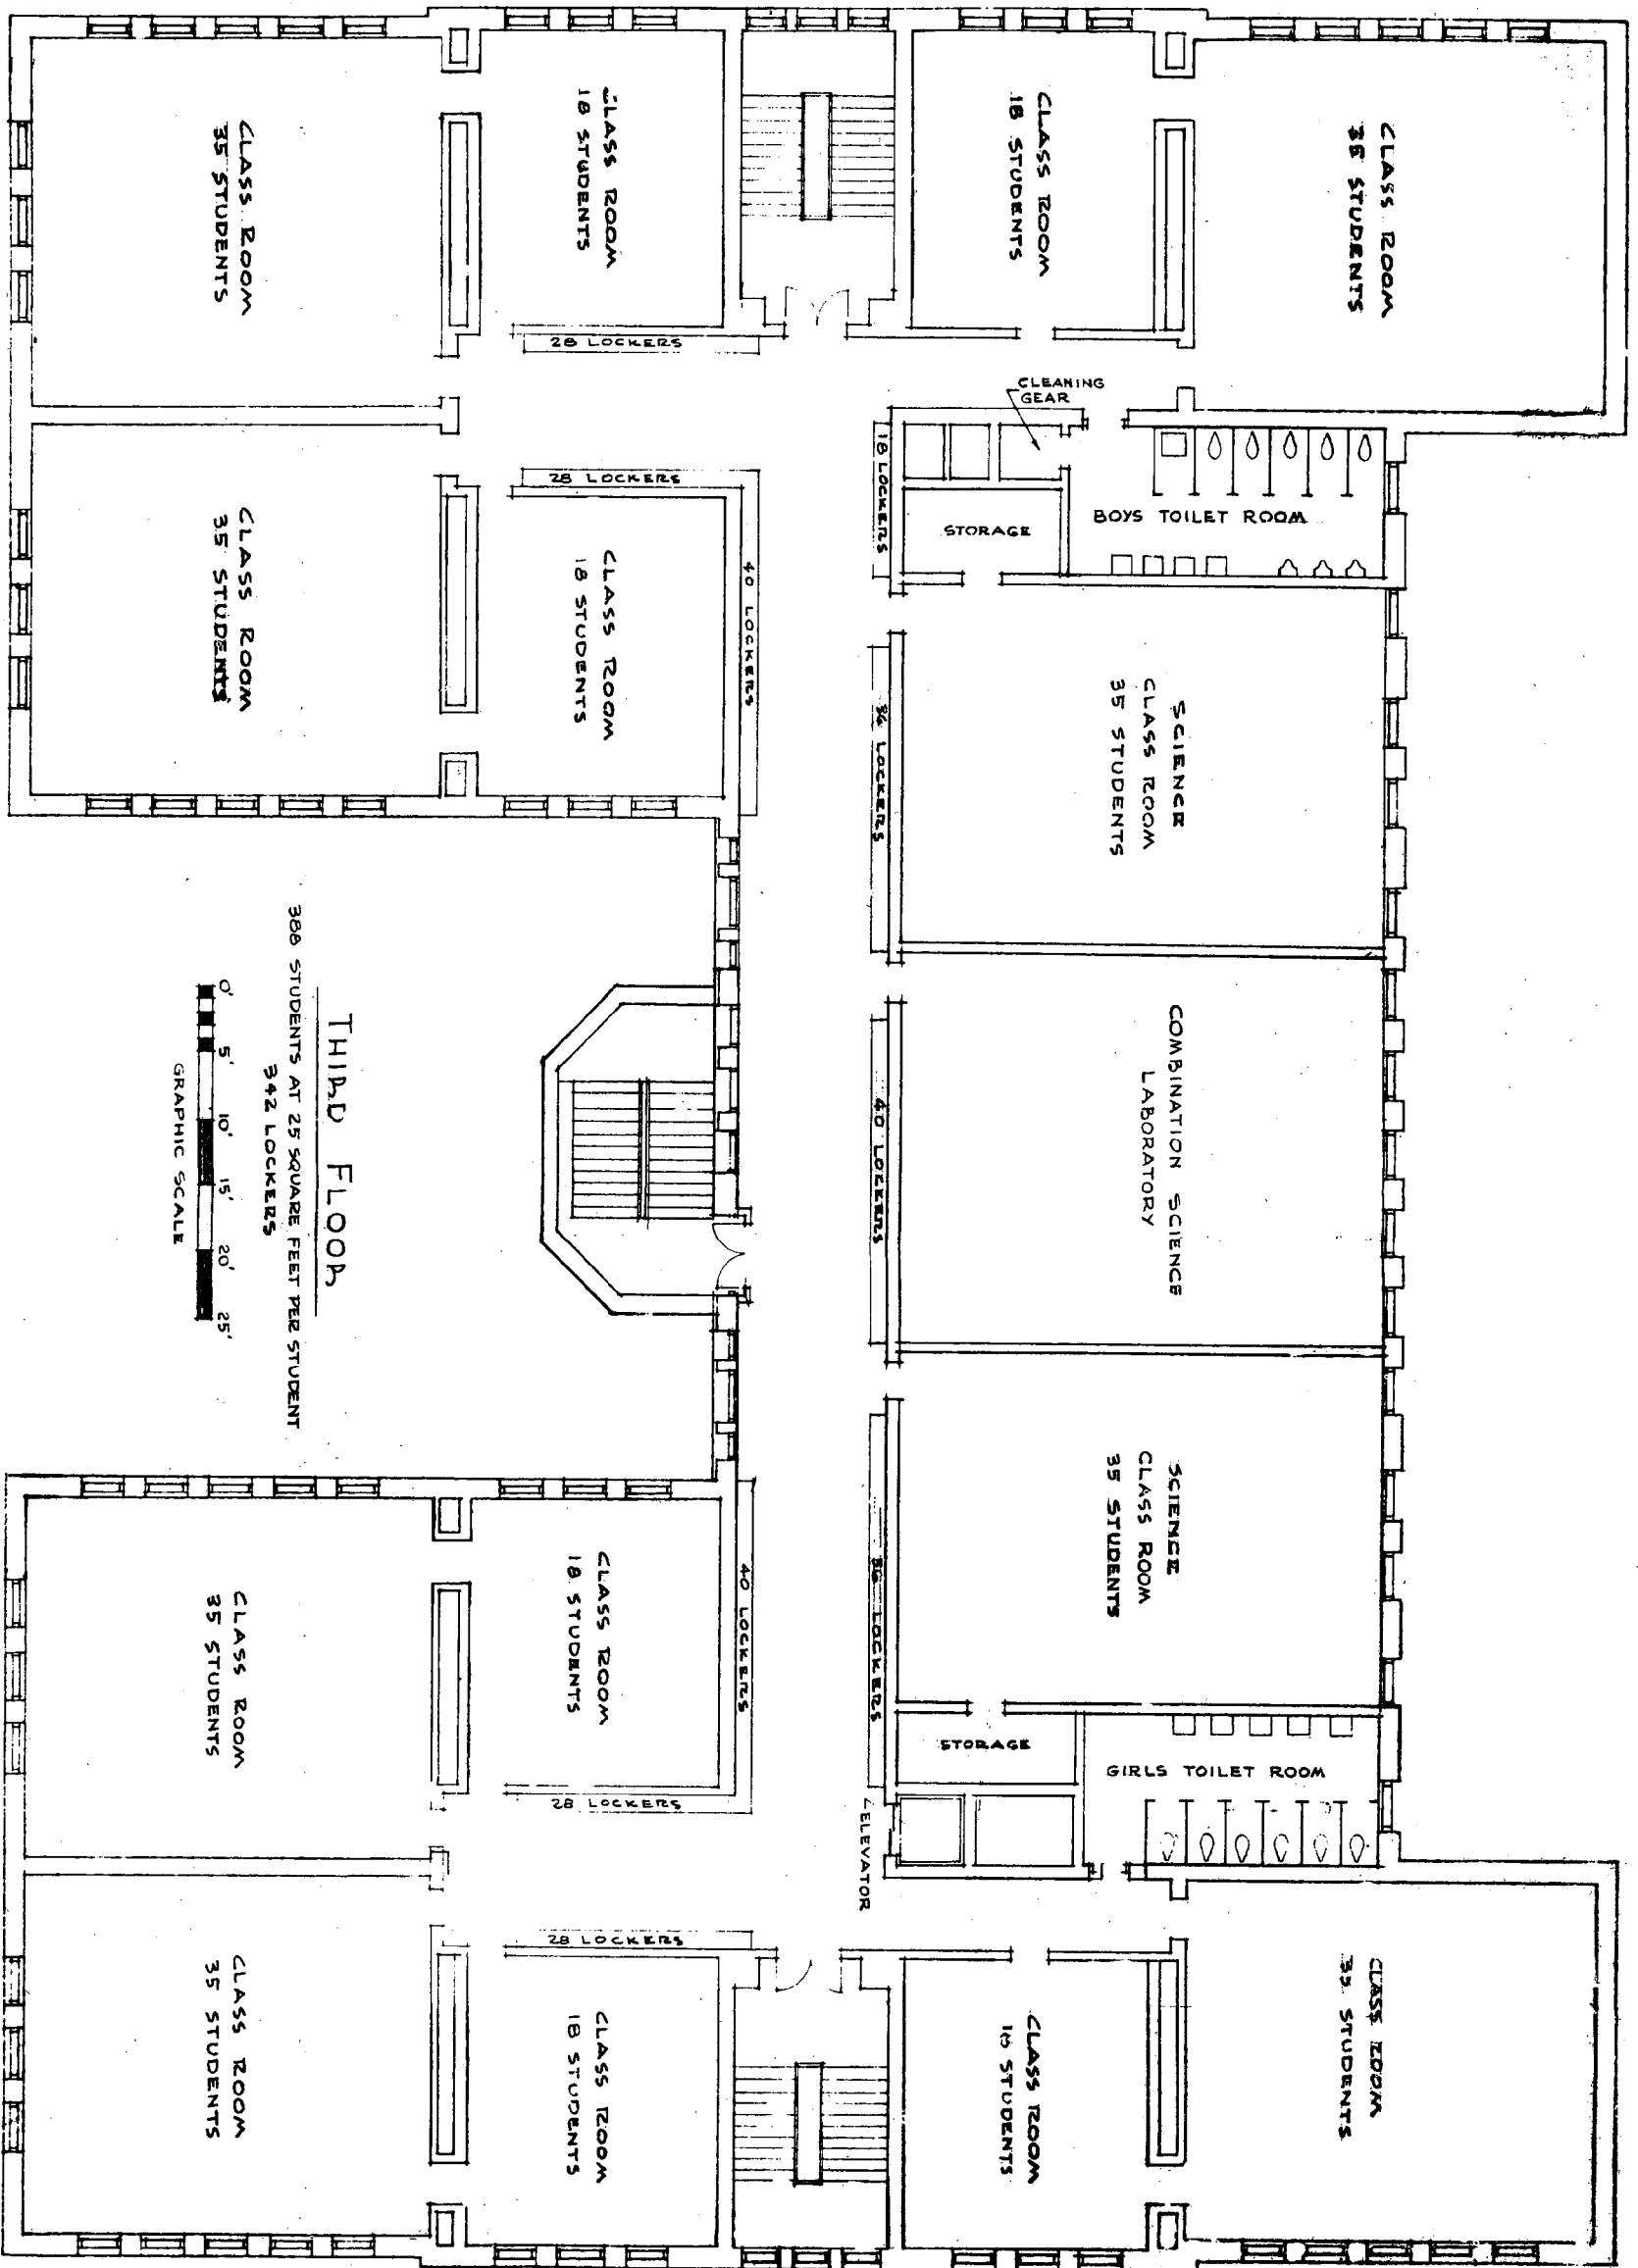 CLASS ROOM
35 STUDENTS
CLASS ROOM
18 STUDENTS
CLASS ROOM
18 STUDENTS
CLASS ROOM
35 STUDENTS
28 LOCKERS
CLEANING
GEAR
18 LOCKERS
BOYS TOILET ROOM
STORAGE
28 LOCKERS
40 LOCKERS
CLASS ROOM
35 STUDENTS
CLASS ROOM
18 STUDENTS
SCIENCE
CLASS ROOM
35 STUDENTS
36 LOCKERS
COMBINATION SCIENCE
LABORATORY
40 LOCKERS
THIRD FLOOR
388 STUDENTS AT 25 SQUARE FEET PER STUDENT
342 LOCKERS
0' 5' 10' 15' 20' 25'
GRAPHIC SCALE
SCIENCE
CLASS ROOM
35 STUDENTS
LOCKERS
40 LOCKERS
CLASS ROOM
18 STUDENTS
CLASS ROOM
35 STUDENTS
STORAGE
GIRLS TOILET ROOM
28 LOCKERS
ELEVATOR
28 LOCKERS
CLASS ROOM
35 STUDENTS
CLASS ROOM
18 STUDENTS
CLASS ROOM
18 STUDENTS
CLASS ROOM
35 STUDENTS